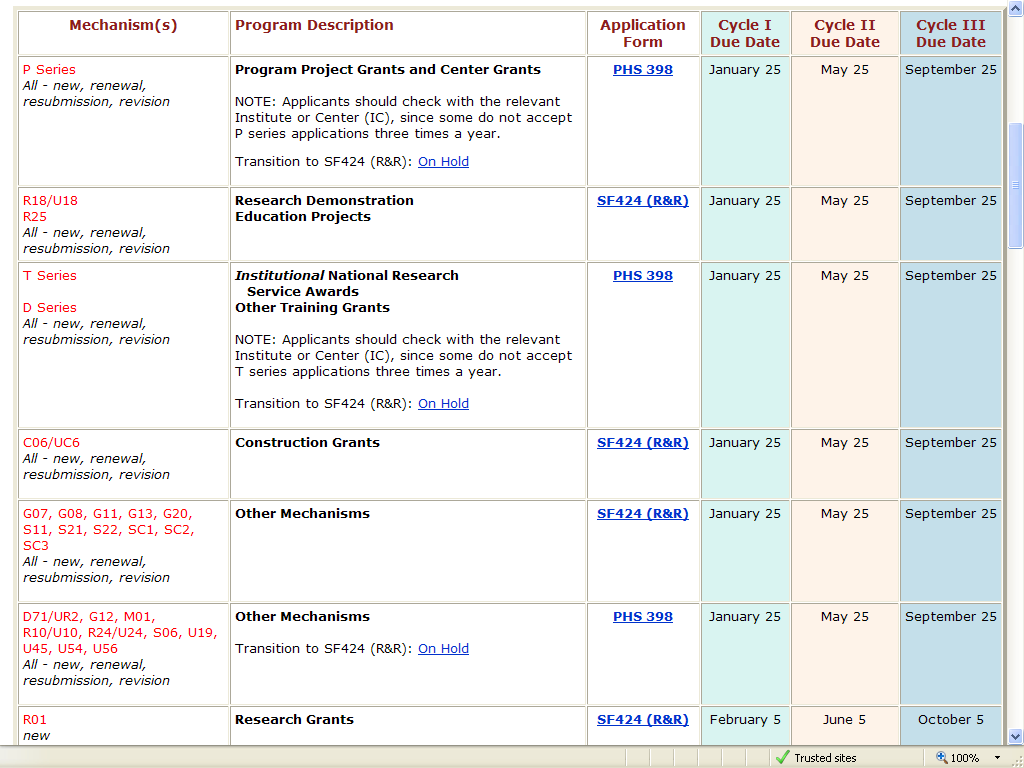 Mechanism(s)
Program Description
Application
Form
Cycle I
Due Date
Cycle II
Due Date
Cycle III
Due Date
P Series
All - new, renewal,
resubmission, revision
Program Project Grants and Center Grants
NOTE: Applicants should check with the relevant
Institute or Center (IC), since some do not accept
P series applications three times a year.
Transition to SF424 (R&R): On Hold
PHS 398
January 25
May 25
September 25
R18/U18
R25
All - new, renewal,
resubmission, revision
Research Demonstration
Education Projects
SF424 (R&R)
January 25
May 25
September 25
T Series
D Series
All - new, renewal,
resubmission, revision
Institutional National Research
Service Awards
Other Training Grants
NOTE: Applicants should check with the relevant
Institute or Center (IC), since some do not accept
T series applications three times a year.
Transition to SF424 (R&R): On Hold
PHS 398
January 25
May 25
September 25
C06/UC6
All - new, renewal,
resubmission, revision
Construction Grants
SF424 (R&R)
January 25
May 25
September 25
G07, G08, G11, G13, G20,
S11, S21, S22, SC1, SC2,
SC3
All - new, renewal,
resubmission, revision
Other Mechanisms
SF424 (R&R)
January 25
May 25
September 25
D71/UR2, G12, M01,
R10/U10, R24/U24, S06, U19,
U45, U54, U56
All - new, renewal,
resubmission, revision
Other Mechanisms
Transition to SF424 (R&R): On Hold
PHS 398
January 25
May 25
September 25
R01
new
Research Grants
SF424 (R&R)
February 5
June 5
October 5
Trusted sites
100%